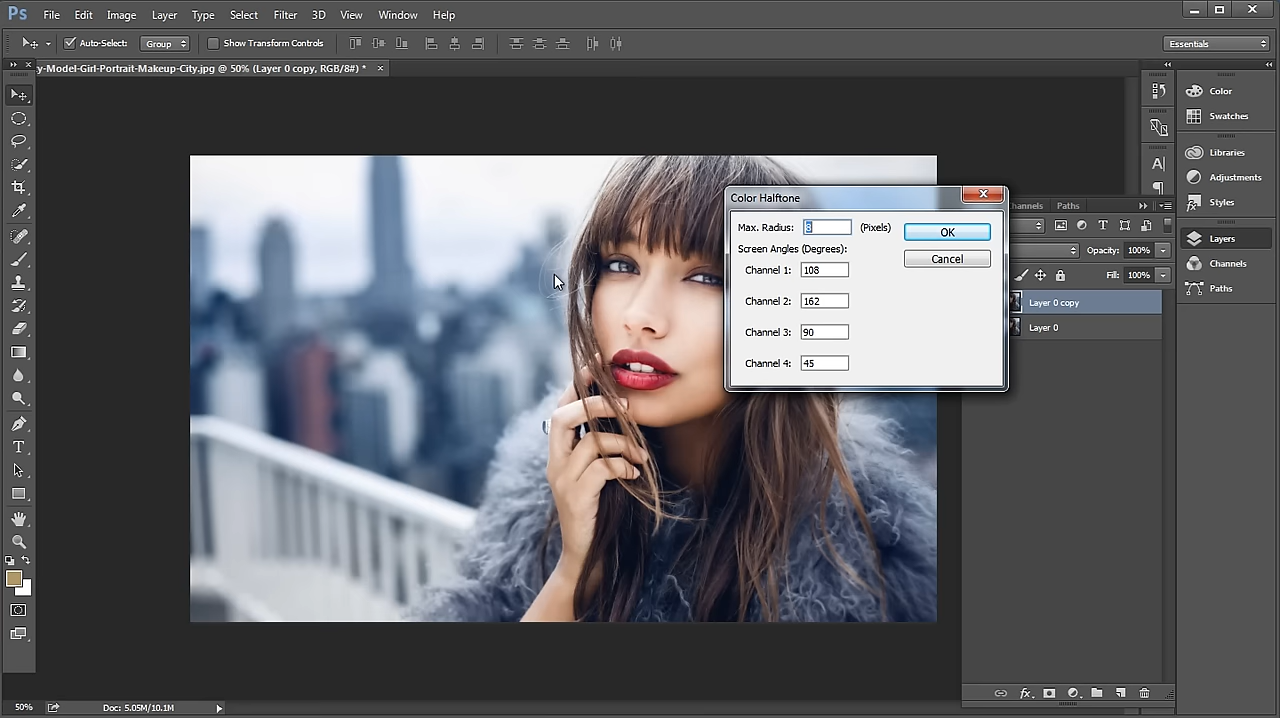 Ps File Edit Image Layer Type Select Filter 3D View Window Help
Auto-Select: Group Show Transform Controls Essentials
y-Model-Girl-Portrait-Makeup-City.jpg @ 50% (Layer 0 copy, RGB/8#) *
Color
Swatches
Libraries
Adjustments
Styles
Layers
Channels
Paths
hannels Paths
Opacity: 100%
Fill: 100%
Layer 0 copy
Layer 0
Color Halftone
Max. Radius: 8 (Pixels) OK
Screen Angles (Degrees):
Cancel
Channel 1: 108
Channel 2: 162
Channel 3: 90
Channel 4: 45
T
A
T
fx
50% Doc: 5.05M/10.1M